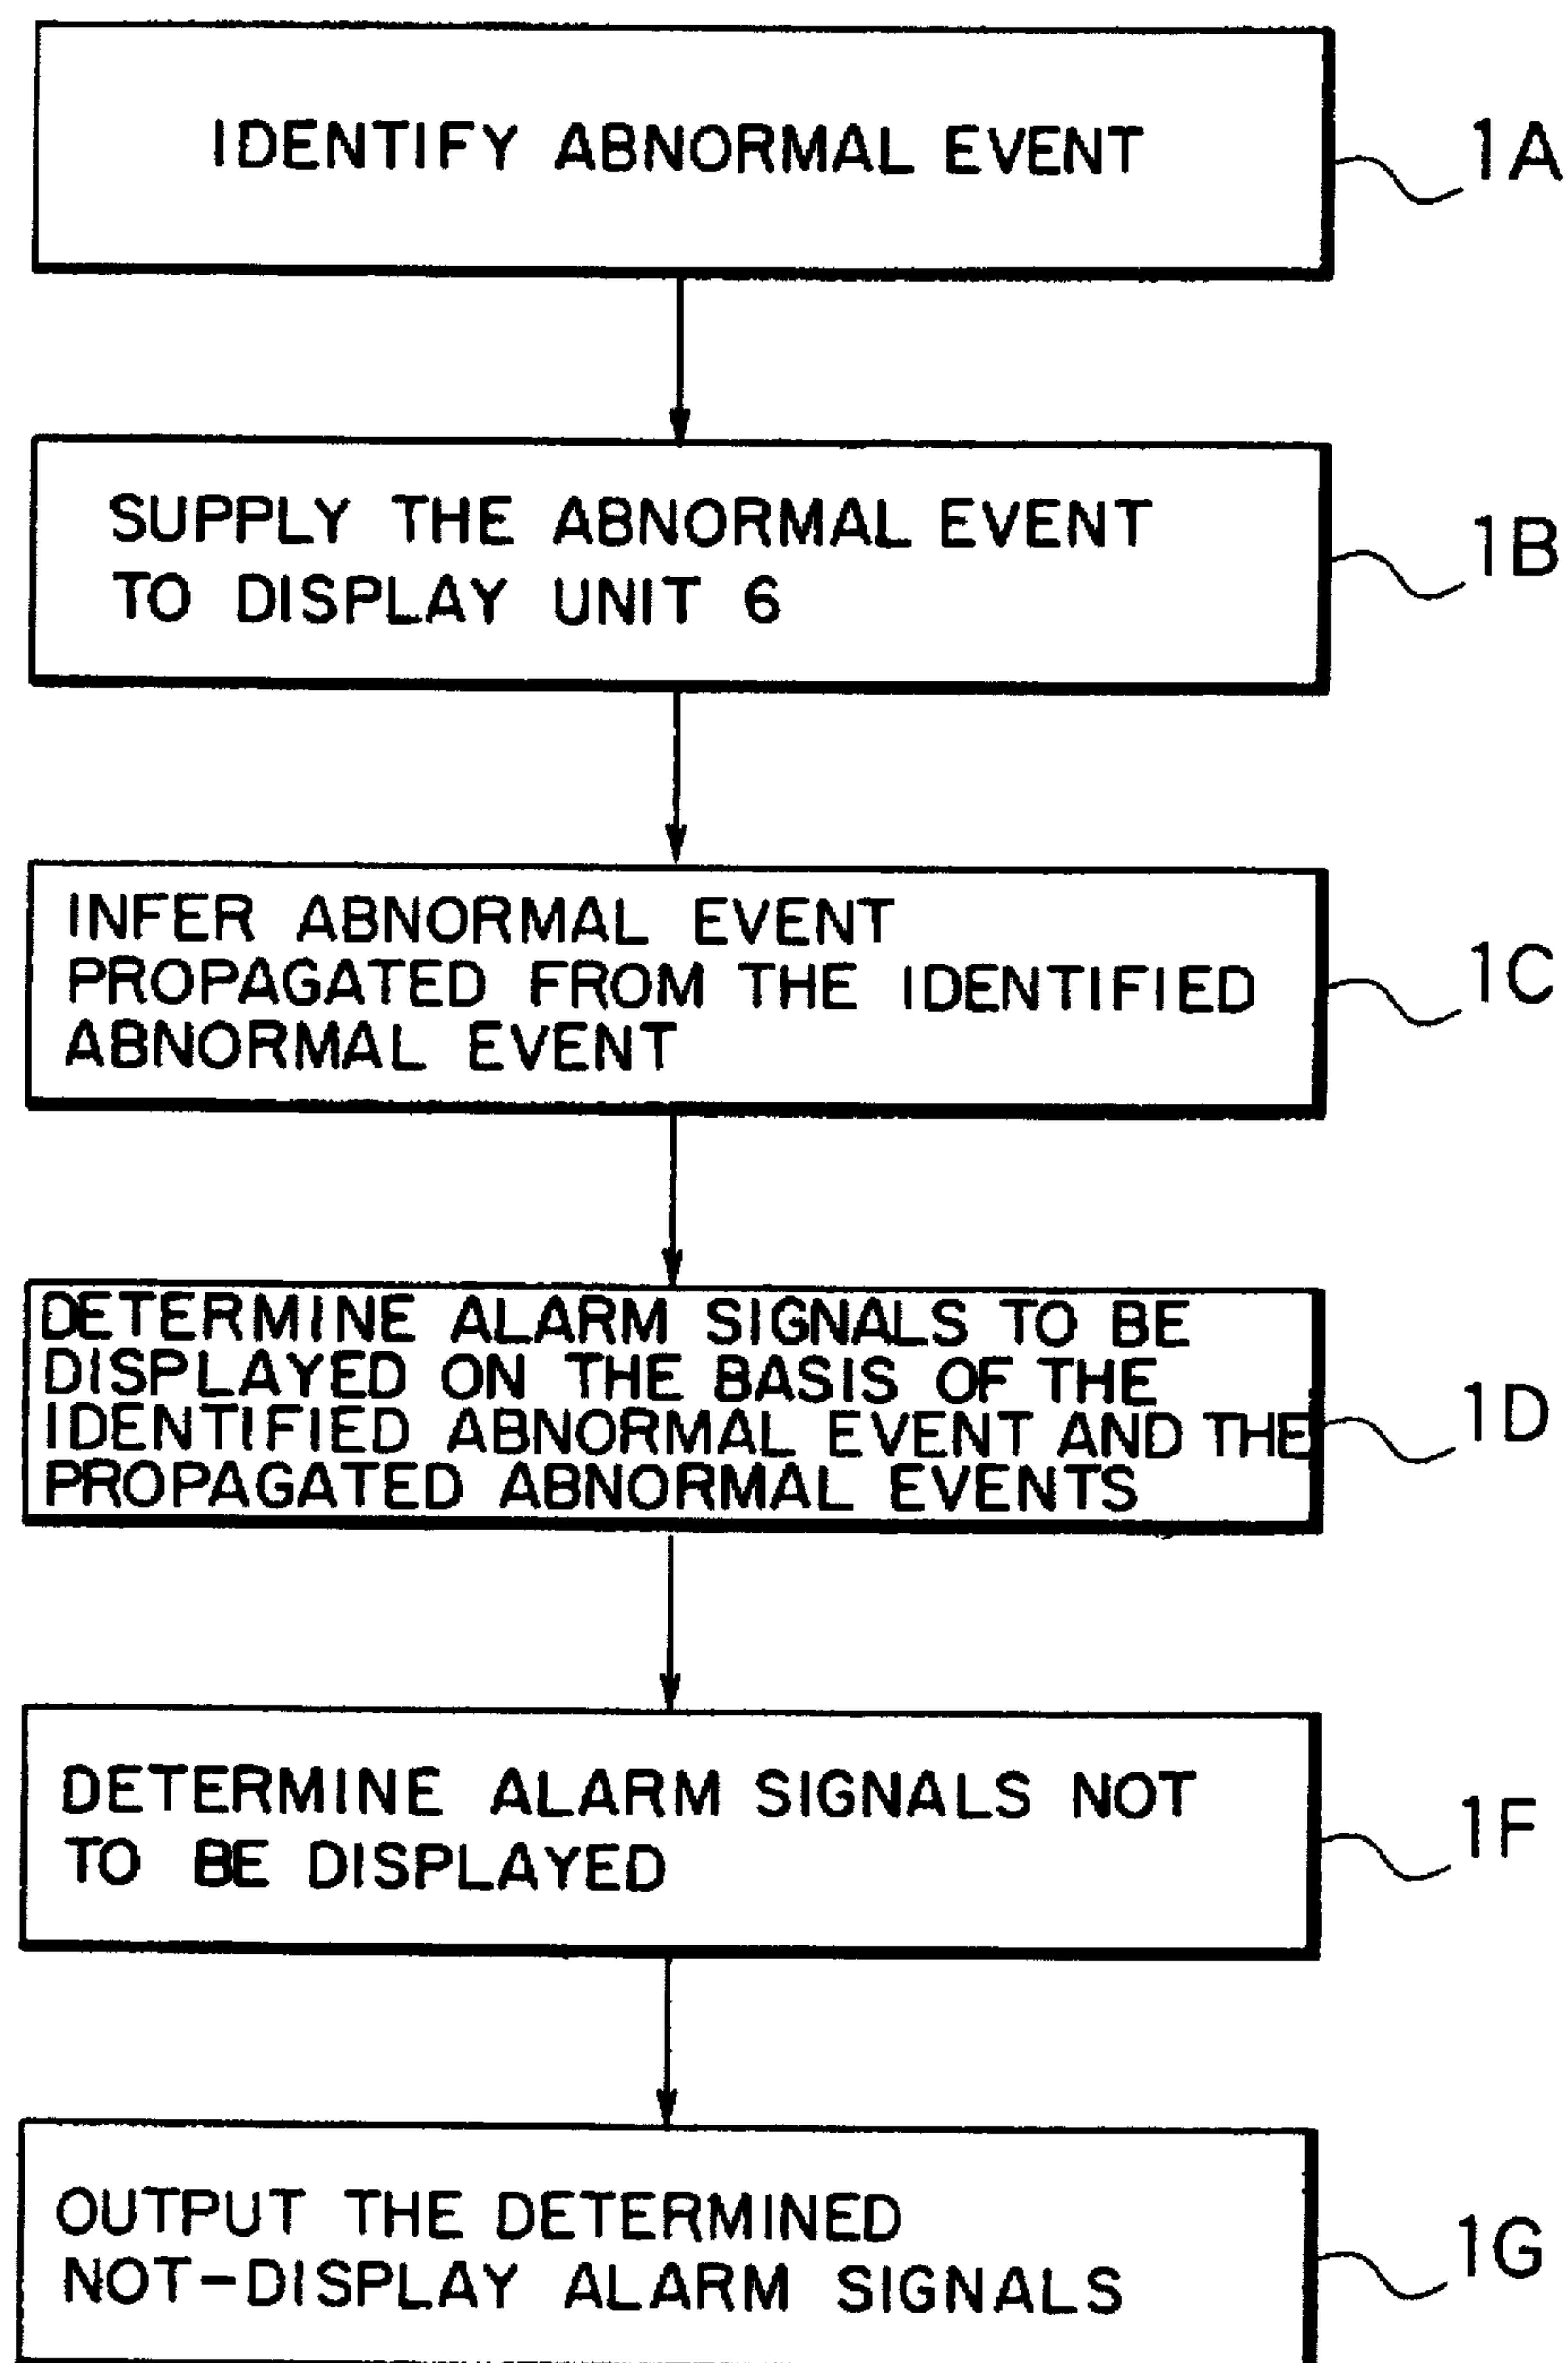 IDENTIFY ABNORMAL EVENT
1A
SUPPLY THE ABNORMAL EVENT
TO DISPLAY UNIT 6
1B
INFER ABNORMAL EVENT
PROPAGATED FROM THE IDENTIFIED
ABNORMAL EVENT
1C
DETERMINE ALARM SIGNALS TO BE
DISPLAYED ON THE BASIS OF THE
IDENTIFIED ABNORMAL EVENT AND THE
PROPAGATED ABNORMAL EVENTS
1D
DETERMINE ALARM SIGNALS NOT
TO BE DISPLAYED
1F
OUTPUT THE DETERMINED
NOT-DISPLAY ALARM SIGNALS
1G